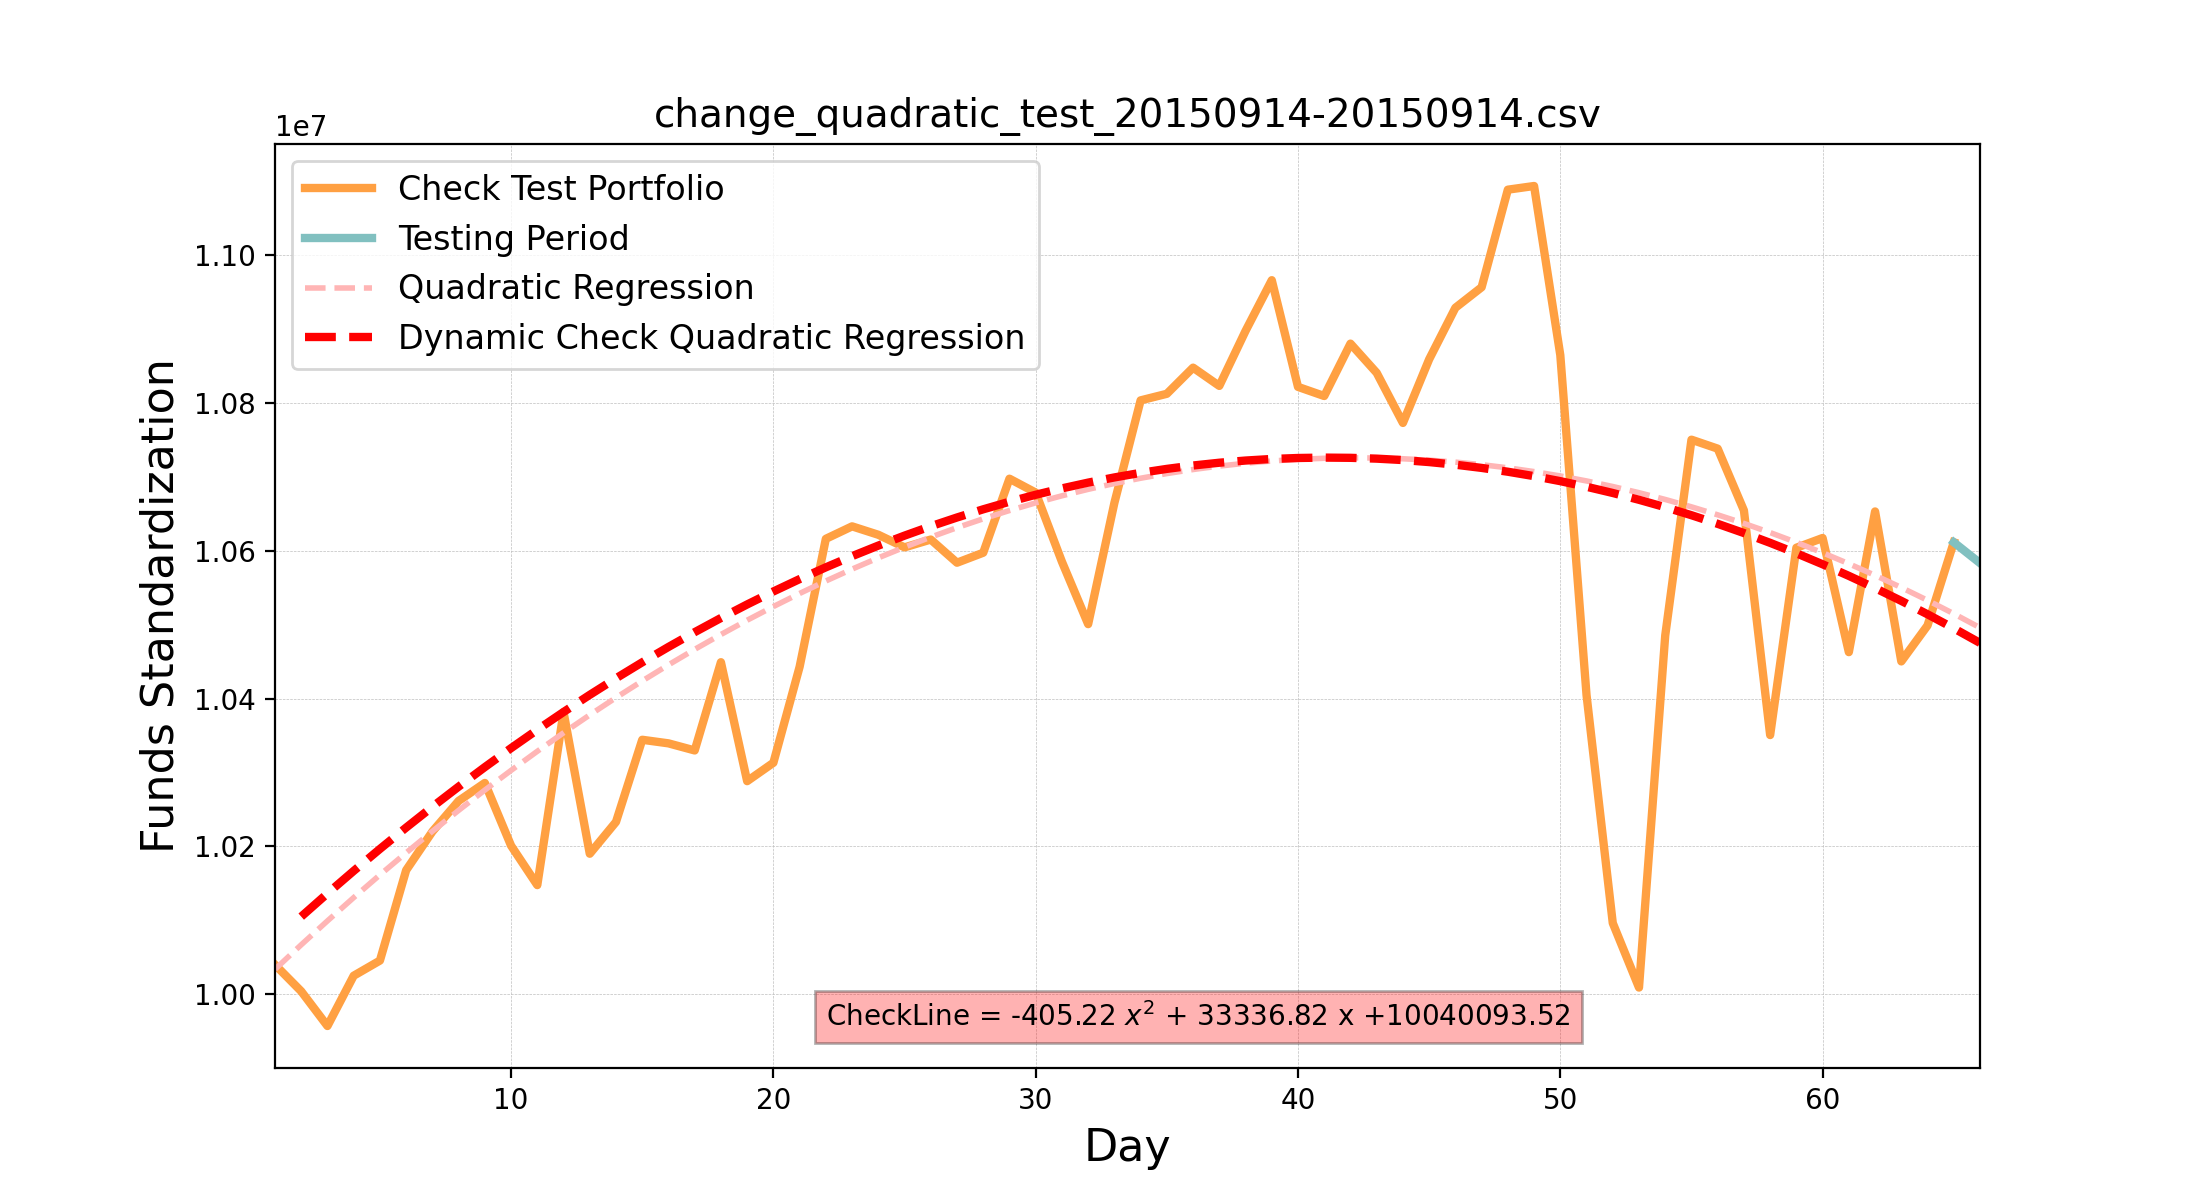 change_quadratic_test_20150914-20150914.csv
1e7
Check Test Portfolio
Testing Period
Quadratic Regression
Dynamic Check Quadratic Regression
1.10
1.08
1.06
1.04
1.02
1.00
Funds Standardization
CheckLine = -405.22 x² + 33336.82 x +10040093.52
10 20 30 40 50 60
Day